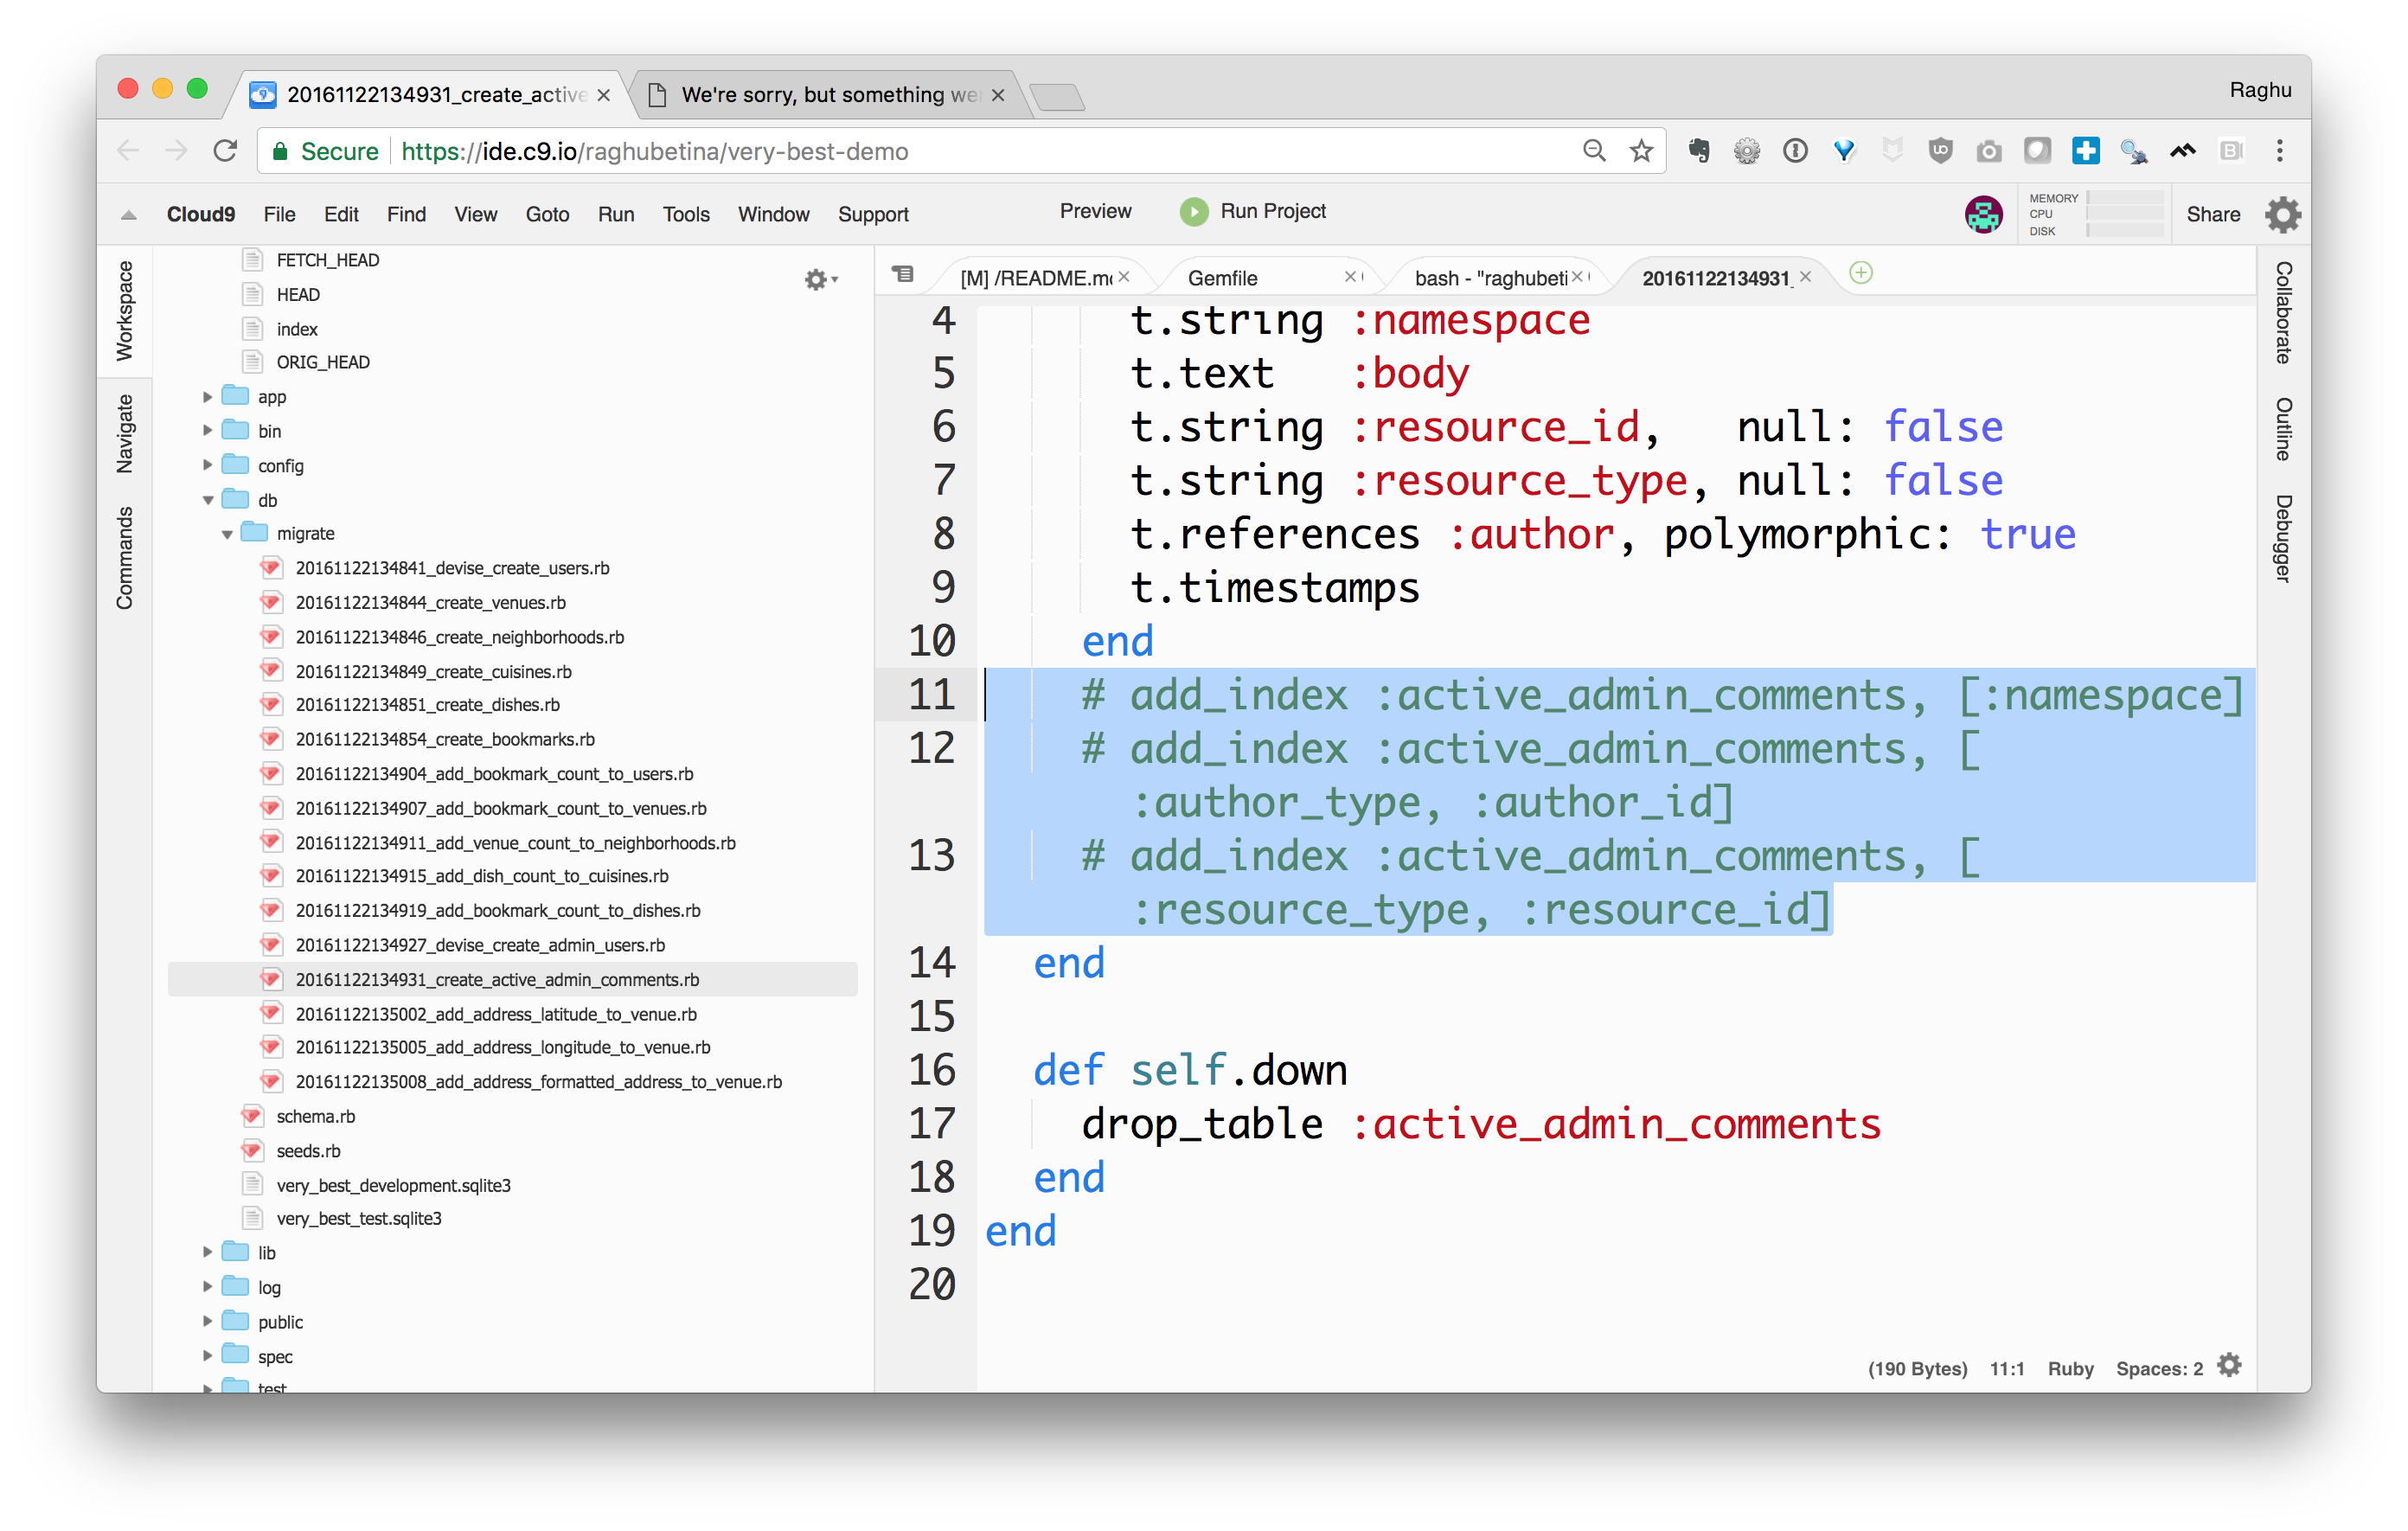 20161122134931_create_active
We're sorry, but something wer
Raghu
Secure https://ide.c9.io/raghubetina/very-best-demo
Cloud9 File Edit Find View Goto Run Tools Window Support Preview Run Project
MEMORY
CPU
DISK
Share
Workspace
Navigate
Commands
FETCH_HEAD
HEAD
index
ORIG_HEAD
app
bin
config
db
migrate
20161122134841_devise_create_users.rb
20161122134844_create_venues.rb
20161122134846_create_neighborhoods.rb
20161122134849_create_cuisines.rb
20161122134851_create_dishes.rb
20161122134854_create_bookmarks.rb
20161122134904_add_bookmark_count_to_users.rb
20161122134907_add_bookmark_count_to_venues.rb
20161122134911_add_venue_count_to_neighborhoods.rb
20161122134915_add_dish_count_to_cuisines.rb
20161122134919_add_bookmark_count_to_dishes.rb
20161122134927_devise_create_admin_users.rb
20161122134931_create_active_admin_comments.rb
20161122135002_add_address_latitude_to_venue.rb
20161122135005_add_address_longitude_to_venue.rb
20161122135008_add_address_formatted_address_to_venue.rb
schema.rb
seeds.rb
very_best_development.sqlite3
very_best_test.sqlite3
lib
log
public
spec
test
[M] /README.m
Gemfile
bash - "raghubeti
20161122134931_
4 t.string :namespace
5 t.text :body
6 t.string :resource_id, null: false
7 t.string :resource_type, null: false
8 t.references :author, polymorphic: true
9 t.timestamps
10 end
11 # add_index :active_admin_comments, [:namespace]
12 # add_index :active_admin_comments, [
:author_type, :author_id]
13 # add_index :active_admin_comments, [
:resource_type, :resource_id]
14 end
15
16 def self.down
17 drop_table :active_admin_comments
18 end
19 end
20
(190 Bytes) 11:1 Ruby Spaces: 2
Collaborate
Outline
Debugger